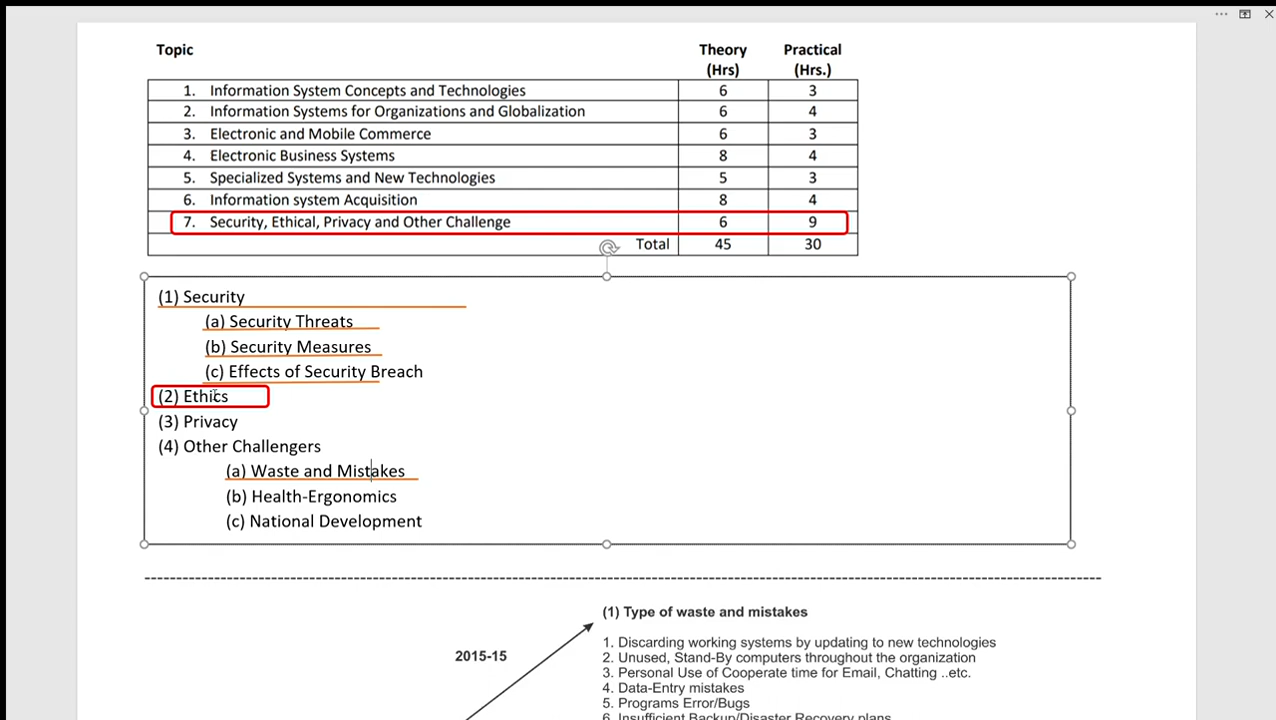 Topic Theory Practical
(Hrs) (Hrs.)
1. Information System Concepts and Technologies 6 3
2. Information Systems for Organizations and Globalization 6 4
3. Electronic and Mobile Commerce 6 3
4. Electronic Business Systems 8 4
5. Specialized Systems and New Technologies 5 3
6. Information system Acquisition 8 4
7. Security, Ethical, Privacy and Other Challenge 6 9
Total 45 30
(1) Security
(a) Security Threats
(b) Security Measures
(c) Effects of Security Breach
(2) Ethics
(3) Privacy
(4) Other Challengers
(a) Waste and Mistakes
(b) Health-Ergonomics
(c) National Development
(1) Type of waste and mistakes
1. Discarding working systems by updating to new technologies
2015-15
2. Unused, Stand-By computers throughout the organization
3. Personal Use of Cooperate time for Email, Chatting ..etc.
4. Data-Entry mistakes
5. Programs Error/Bugs
6. Insufficient Backup/Disaster Recovery plans